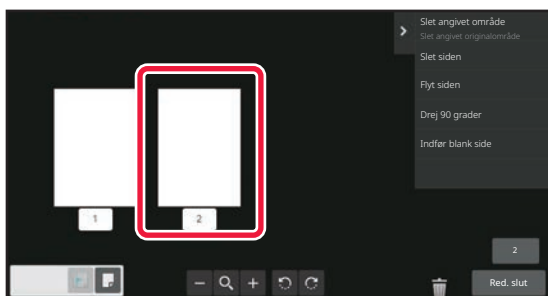 Slet angivet område
Slet angivet originalområde
Slet siden
Flyt siden
Drej 90 grader
Indfør blank side
1
2
2
Red. slut